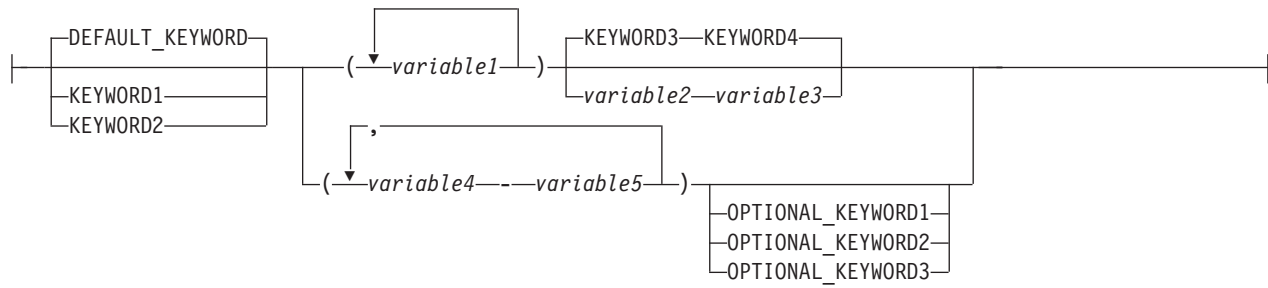 DEFAULT_KEYWORD
KEYWORD1
KEYWORD2
( variable1 )
KEYWORD3 KEYWORD4
variable2 variable3
,
( variable4 - variable5 )
OPTIONAL_KEYWORD1
OPTIONAL_KEYWORD2
OPTIONAL_KEYWORD3